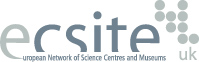 ecsite
uropean Network of Science Centres and Museums
uk